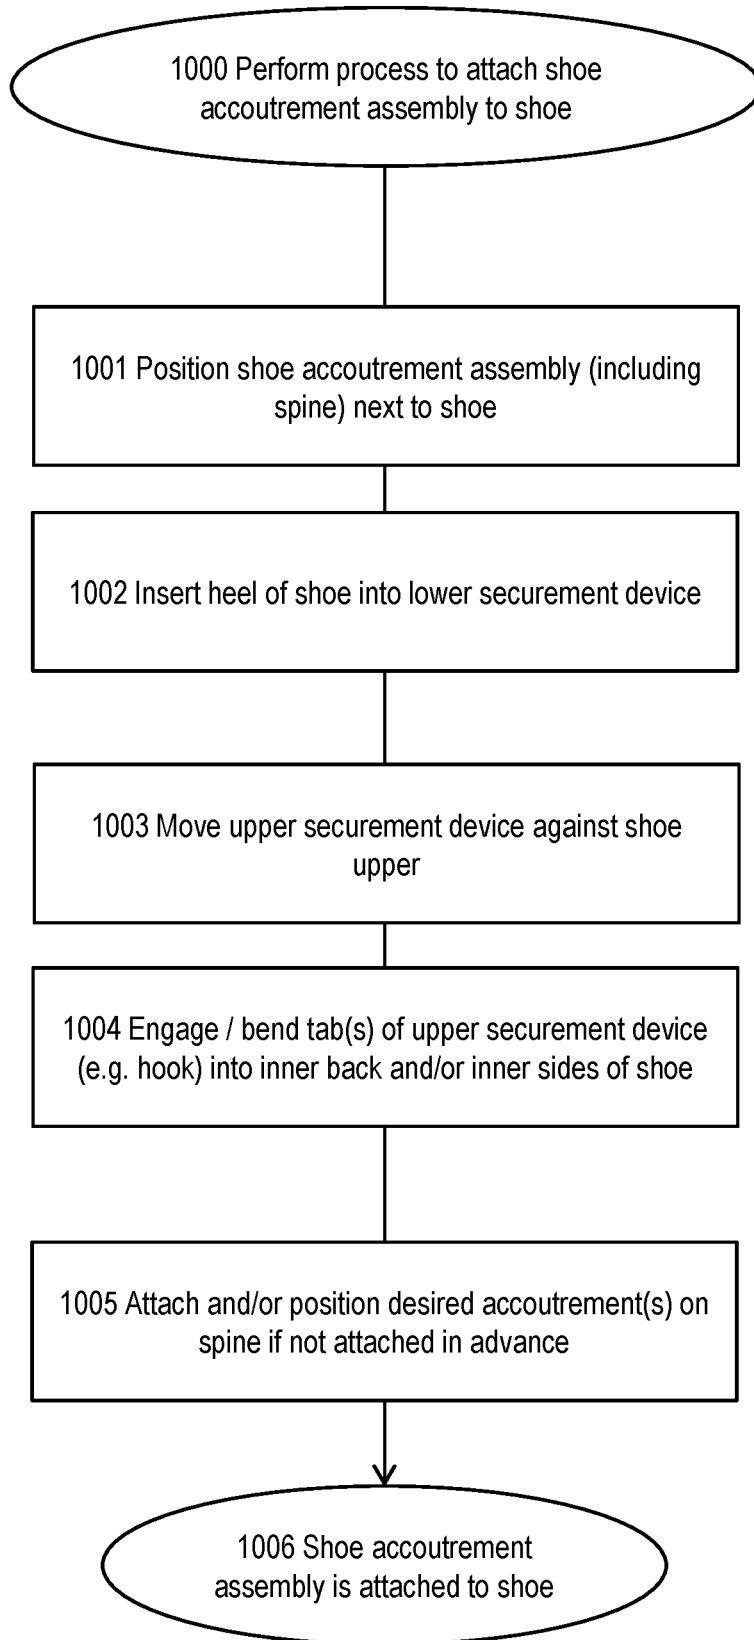 1000 Perform process to attach shoe
accoutrement assembly to shoe
1001 Position shoe accoutrement assembly (including
spine) next to shoe
1002 Insert heel of shoe into lower securement device
1003 Move upper securement device against shoe
upper
1004 Engage / bend tab(s) of upper securement device
(e.g. hook) into inner back and/or inner sides of shoe
1005 Attach and/or position desired accoutrement(s) on
spine if not attached in advance
1006 Shoe accoutrement
assembly is attached to shoe